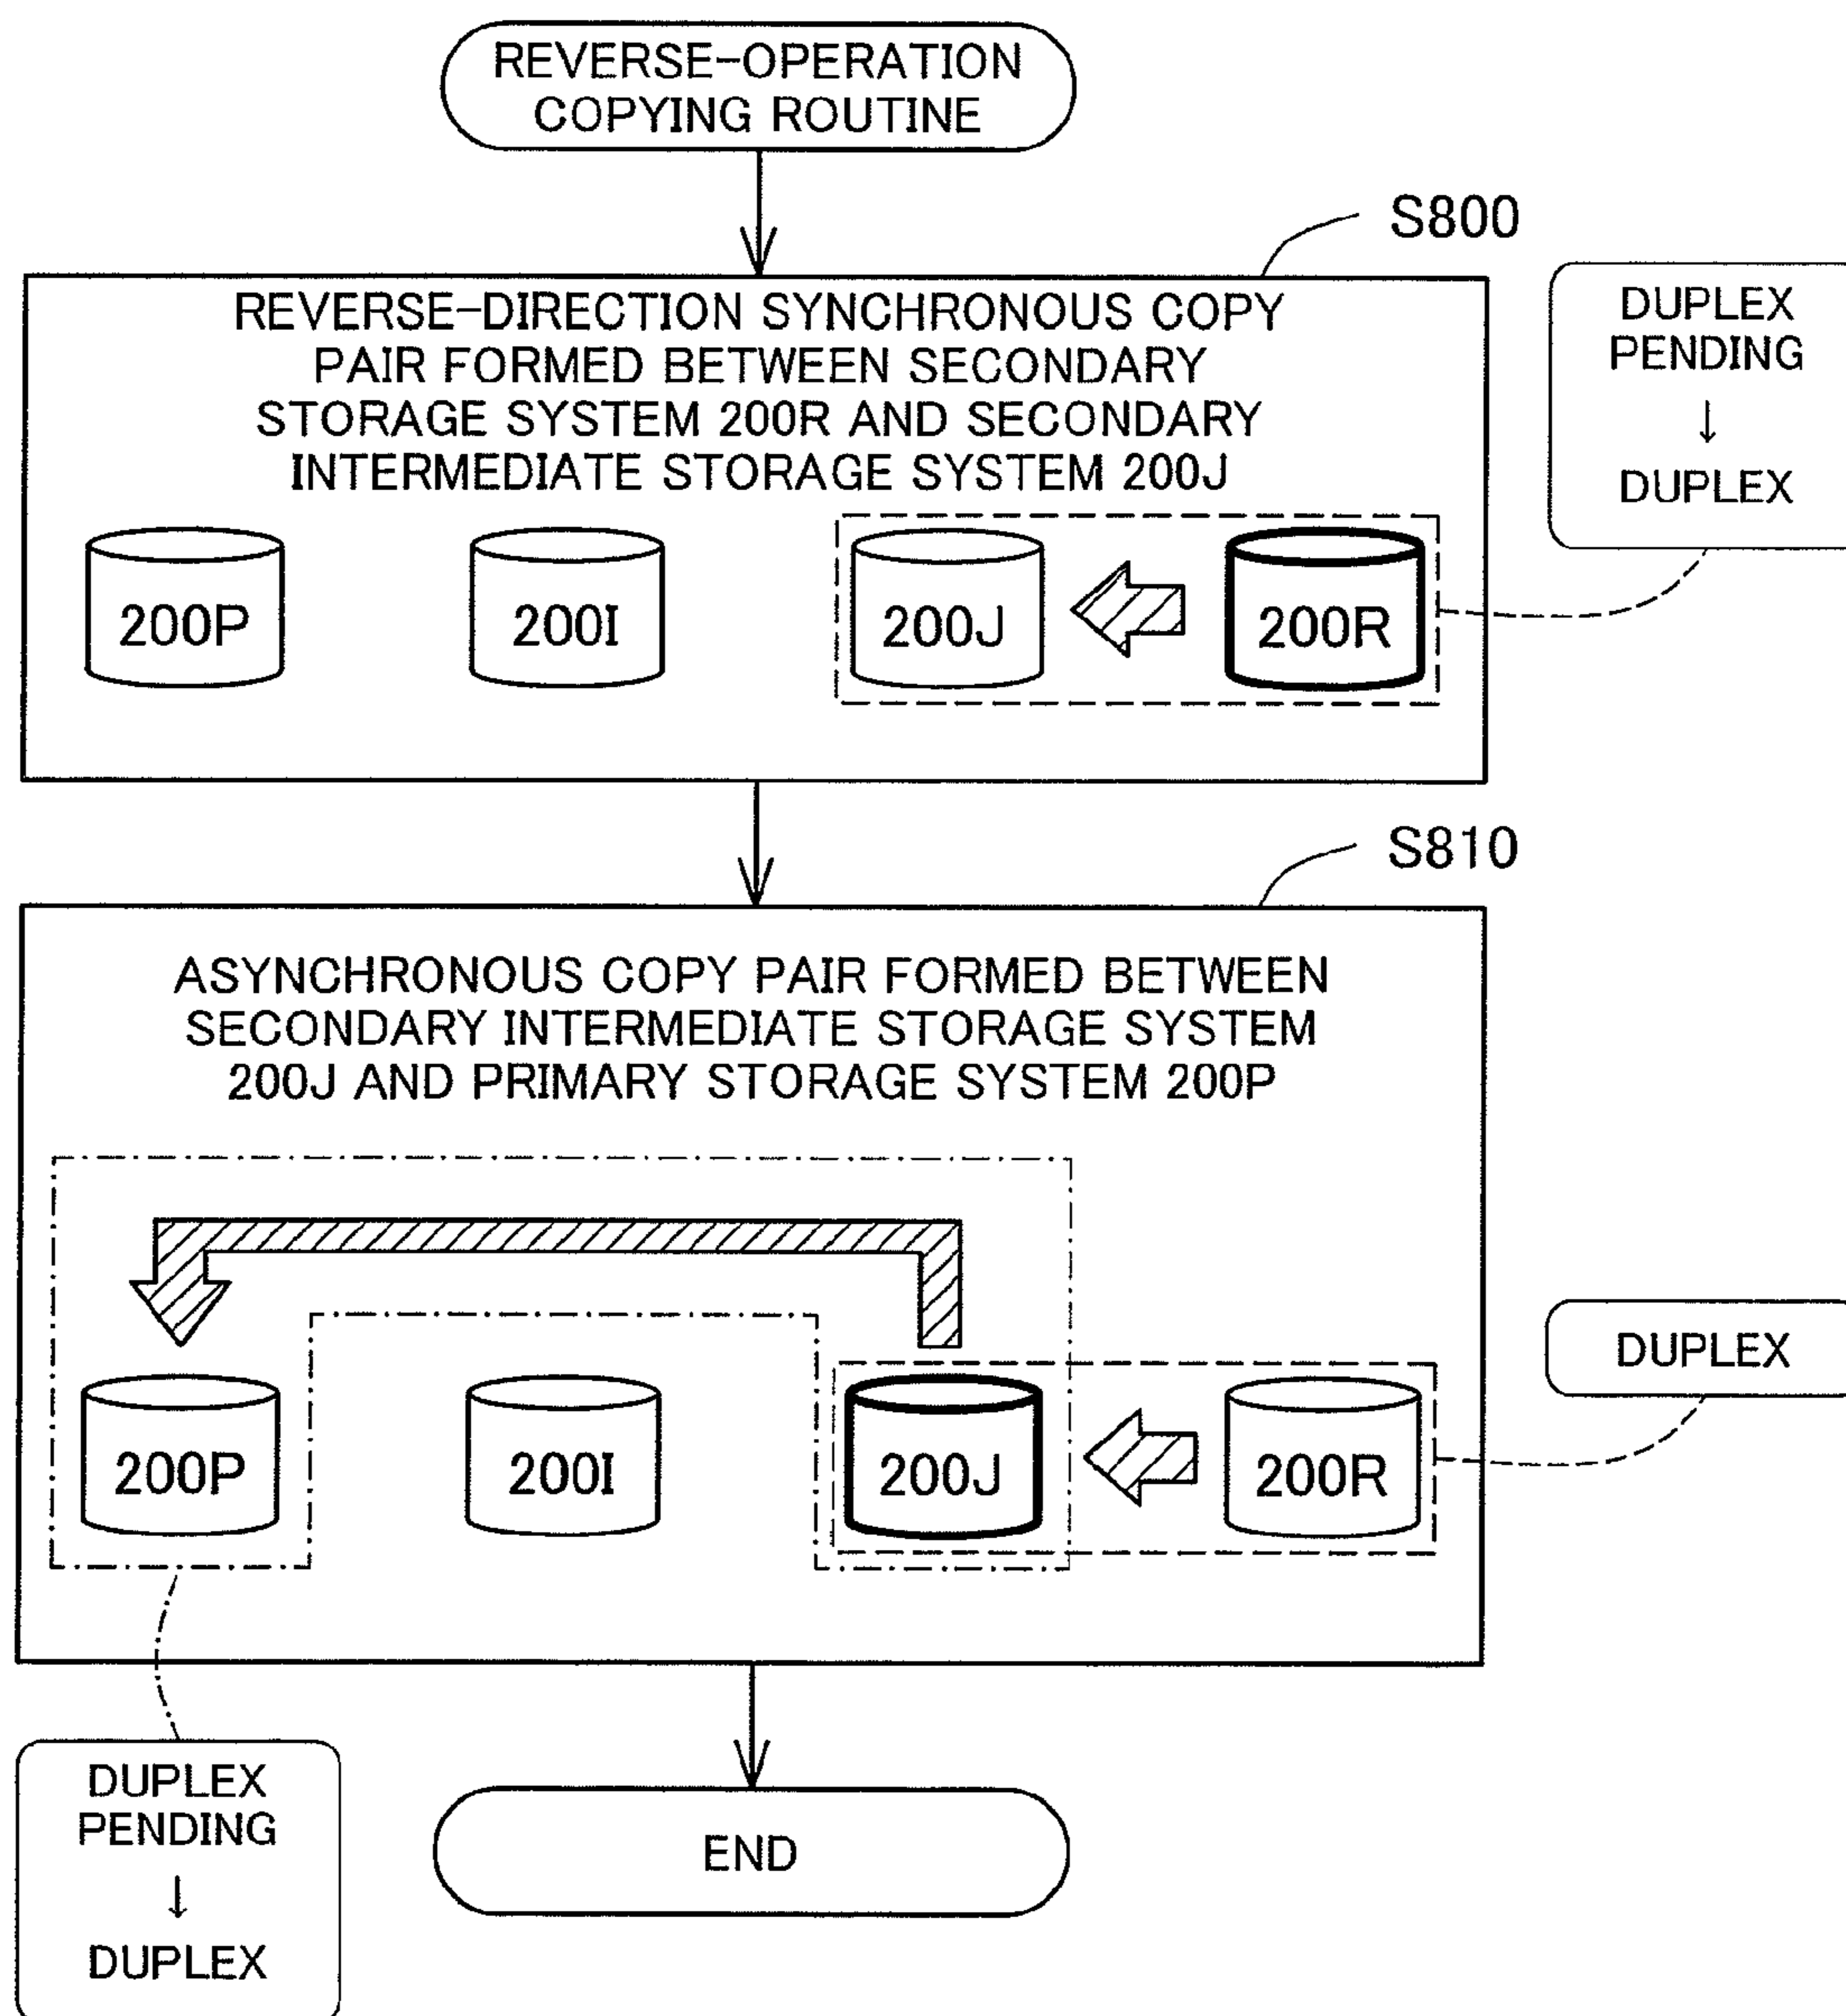 REVERSE-OPERATION
COPYING ROUTINE
S800
REVERSE-DIRECTION SYNCHRONOUS COPY
PAIR FORMED BETWEEN SECONDARY
STORAGE SYSTEM 200R AND SECONDARY
INTERMEDIATE STORAGE SYSTEM 200J
DUPLEX
PENDING
↓
DUPLEX
200P
200I
200J
200R
S810
ASYNCHRONOUS COPY PAIR FORMED BETWEEN
SECONDARY INTERMEDIATE STORAGE SYSTEM
200J AND PRIMARY STORAGE SYSTEM 200P
DUPLEX
200P
200I
200J
200R
DUPLEX
PENDING
↓
DUPLEX
END